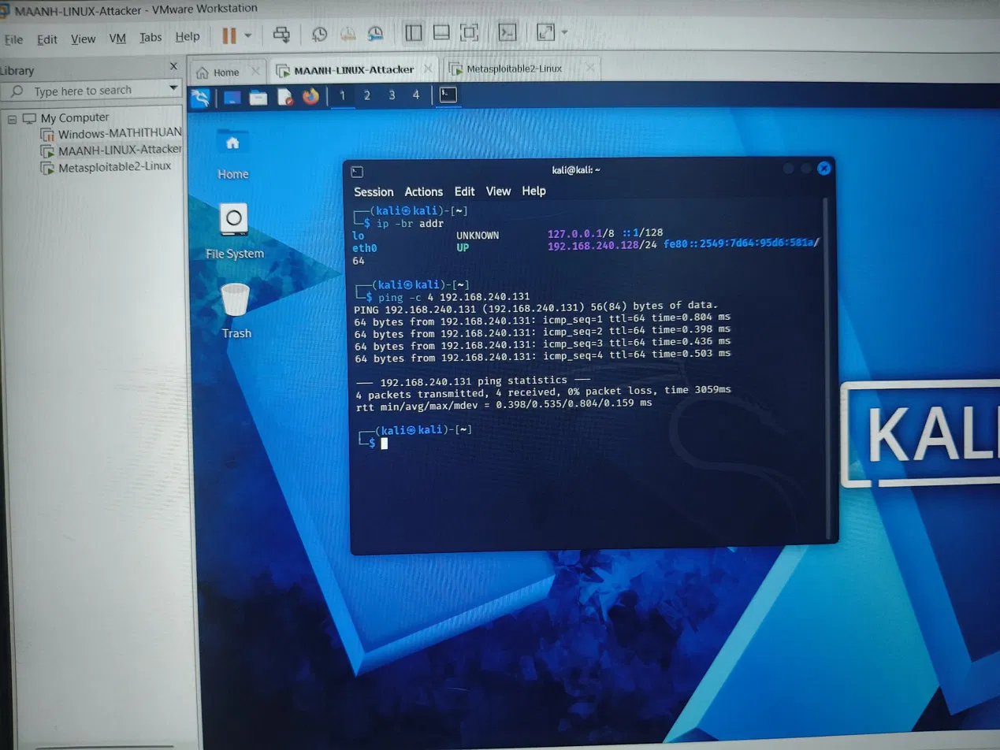 MAANH-LINUX-Attacker - VMware Workstation
File Edit View VM Tabs Help
Library
Type here to search
My Computer
Windows-MATHITHUAN
MAANH-LINUX-Attacker
Metasploitable2-Linux
Home
MAANH-LINUX-Attacker
Metasploitable2-Linux
1 2 3 4
Home
File System
Trash
kali@kali: ~
Session Actions Edit View Help
┌──(kali㉿kali)-[~]
└─$ ip -br addr
lo UNKNOWN 127.0.0.1/8 ::1/128
eth0 UP 192.168.240.128/24 fe80::2549:7d64:95d6:581a/
64
┌──(kali㉿kali)-[~]
└─$ ping -c 4 192.168.240.131
PING 192.168.240.131 (192.168.240.131) 56(84) bytes of data.
64 bytes from 192.168.240.131: icmp_seq=1 ttl=64 time=0.804 ms
64 bytes from 192.168.240.131: icmp_seq=2 ttl=64 time=0.398 ms
64 bytes from 192.168.240.131: icmp_seq=3 ttl=64 time=0.436 ms
64 bytes from 192.168.240.131: icmp_seq=4 ttl=64 time=0.503 ms
--- 192.168.240.131 ping statistics ---
4 packets transmitted, 4 received, 0% packet loss, time 3059ms
rtt min/avg/max/mdev = 0.398/0.535/0.804/0.159 ms
┌──(kali㉿kali)-[~]
└─$
KALI